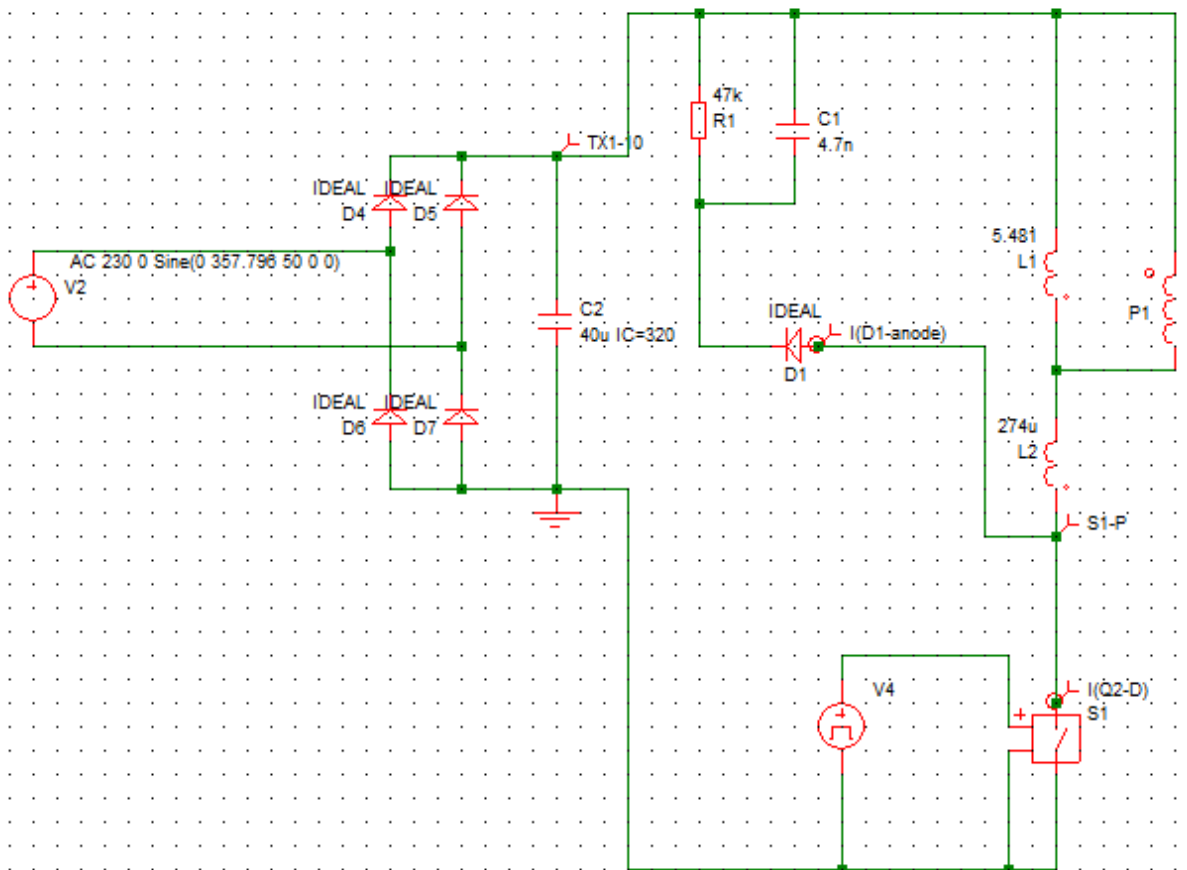 47k
R1
C1
4.7n
TX1-10
IDEAL
IDEAL
D4
D5
5.481
L1
AC 230 0 Sine(0 357.796 50 0 0)
V2
P1
C2
40u IC=320
IDEAL
I(D1-anode)
D1
IDEAL
IDEAL
D6
D7
274u
L2
S1-P
V4
I(Q2-D)
S1